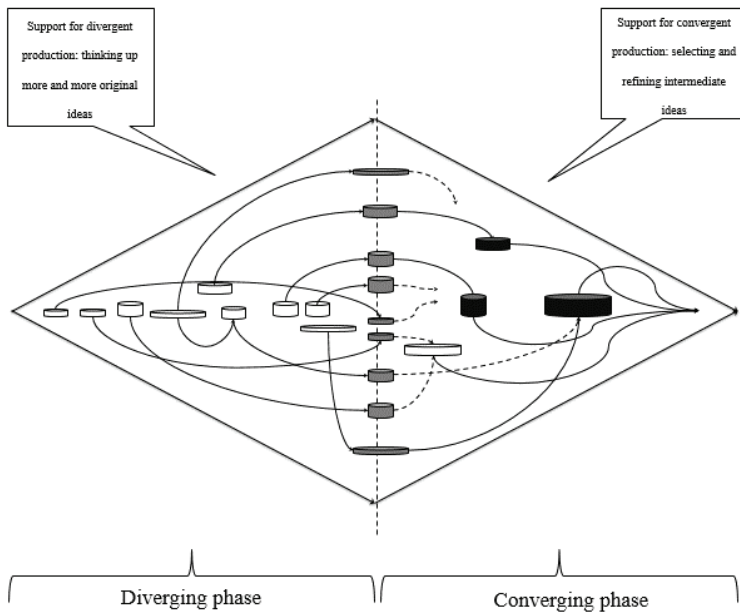 Support for divergent
production: thinking up
more and more original
ideas
Support for convergent
production: selecting and
refining intermediate
ideas
Diverging phase
Converging phase